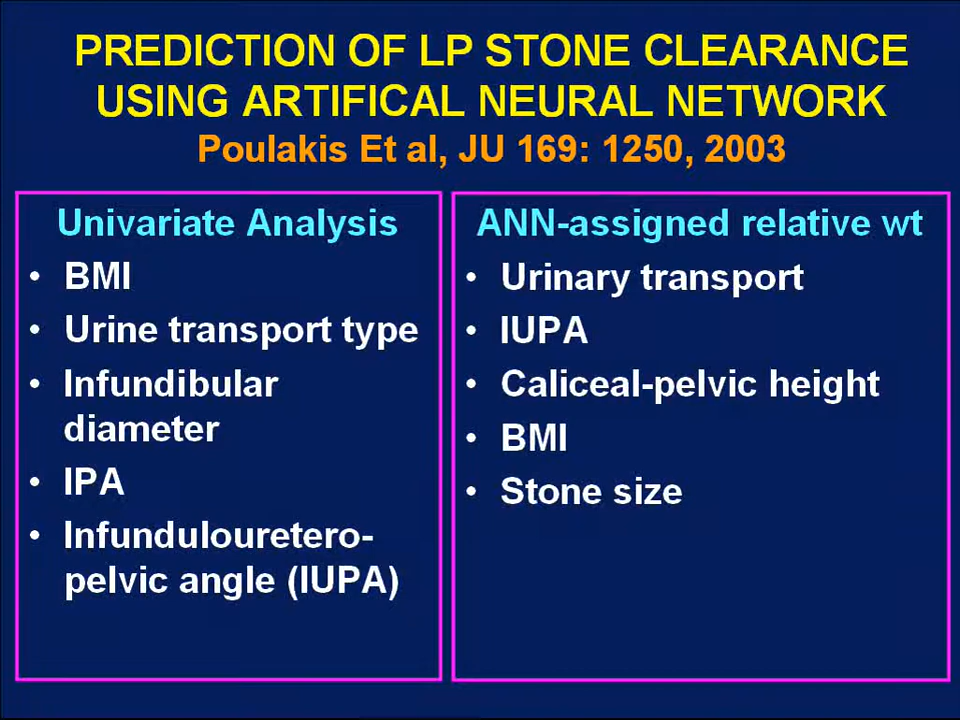 PREDICTION OF LP STONE CLEARANCE
USING ARTIFICAL NEURAL NETWORK
Poulakis Et al, JU 169: 1250, 2003
Univariate Analysis
• BMI
• Urine transport type
• Infundibular
diameter
• IPA
• Infundulouretero-
pelvic angle (IUPA)
ANN-assigned relative wt
• Urinary transport
• IUPA
• Caliceal-pelvic height
• BMI
• Stone size